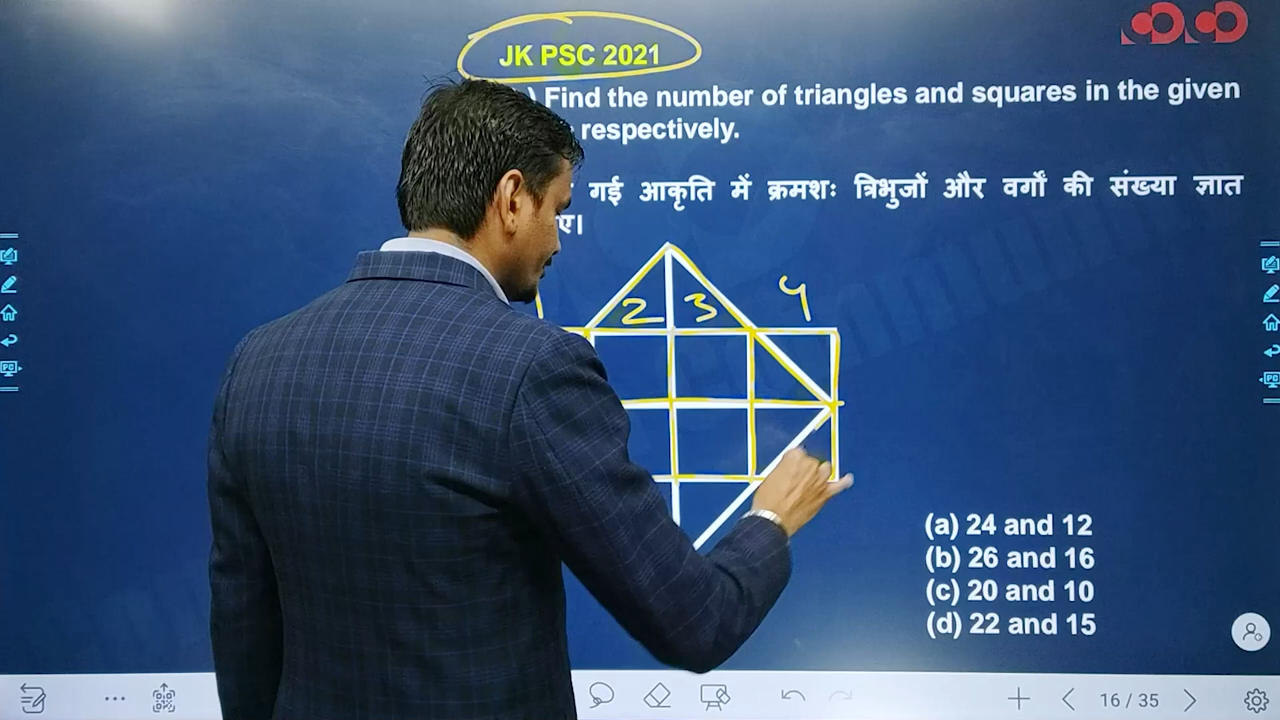 JK PSC 2021
) Find the number of triangles and squares in the given
respectively.
गई आकृति में क्रमशः त्रिभुजों और वर्गों की संख्या ज्ञात
ए।
2 3 4
(a) 24 and 12
(b) 26 and 16
(c) 20 and 10
(d) 22 and 15
16 / 35